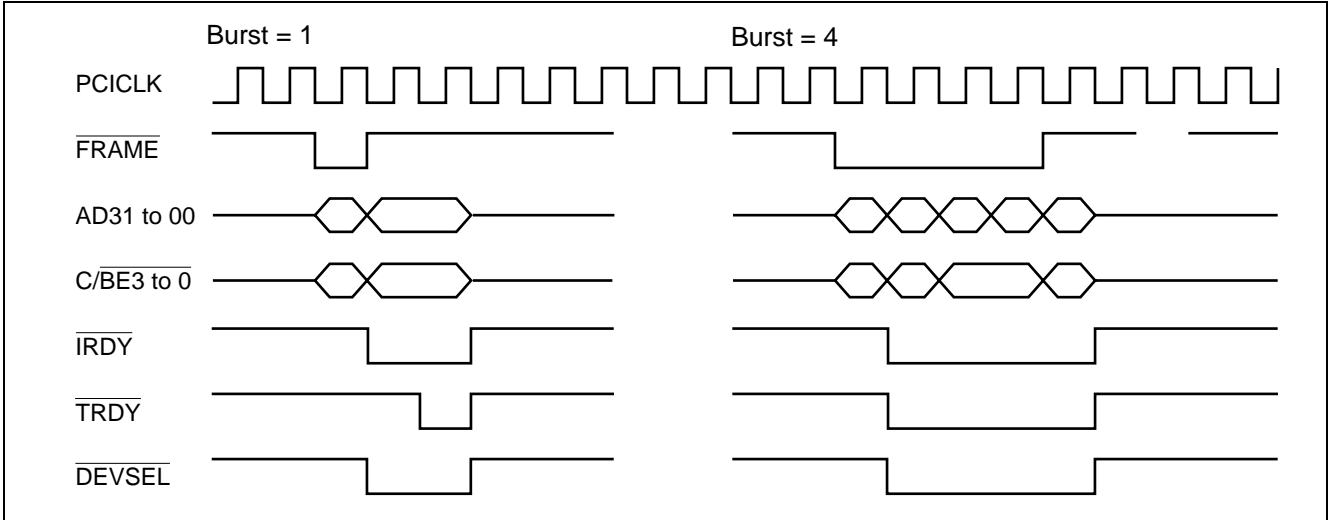 Burst = 1 Burst = 4
PCICLK
FRAME
AD31 to 00
C/BE3 to 0
IRDY
TRDY
DEVSEL